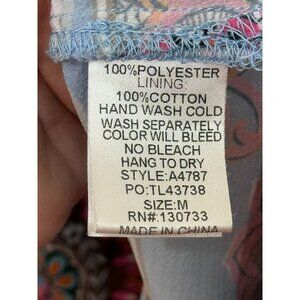 100%POLYESTER
LINING:
100%COTTON
HAND WASH COLD
WASH SEPARATELY
COLOR WILL BLEED
NO BLEACH
HANG TO DRY
STYLE:A4787
PO:TL43738
SIZE:M
RN#:130733
MADE IN CHINA